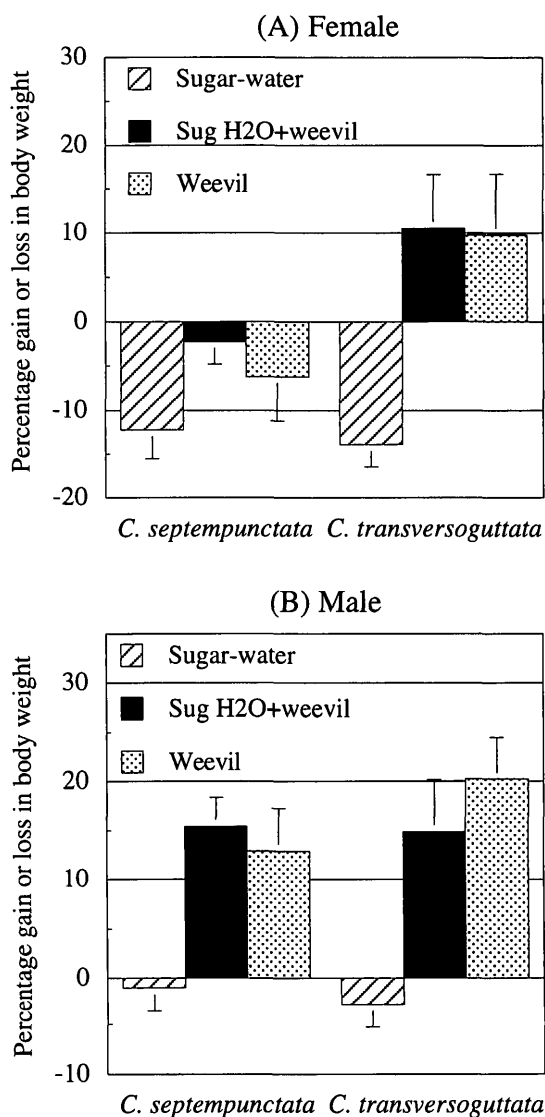 (A) Female
Percentage gain or loss in body weight
30
20
10
0
-10
-20
Sugar-water
Sug H2O+weevil
Weevil
C. septempunctata C. transversoguttata
(B) Male
Percentage gain or loss in body weight
30
20
10
0
-10
Sugar-water
Sug H2O+weevil
Weevil
C. septempunctata C. transversoguttata